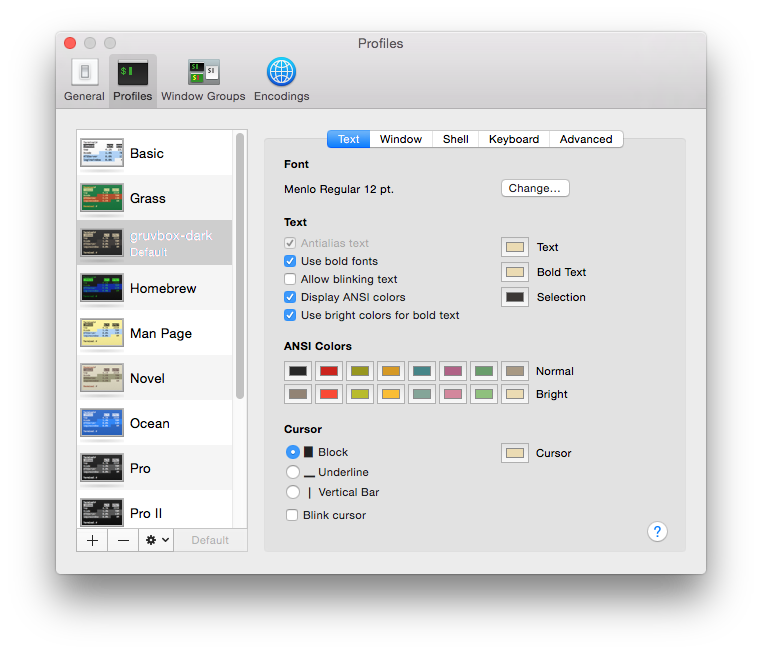 Profiles
General Profiles Window Groups Encodings
Basic
Grass
gruvbox-dark
Default
Homebrew
Man Page
Novel
Ocean
Pro
Pro II
Default
Text Window Shell Keyboard Advanced
Font
Menlo Regular 12 pt. Change...
Text
Antialias text
Use bold fonts
Allow blinking text
Display ANSI colors
Use bright colors for bold text
Text
Bold Text
Selection
ANSI Colors
Normal
Bright
Cursor
Block
Underline
Vertical Bar
Blink cursor
Cursor
?